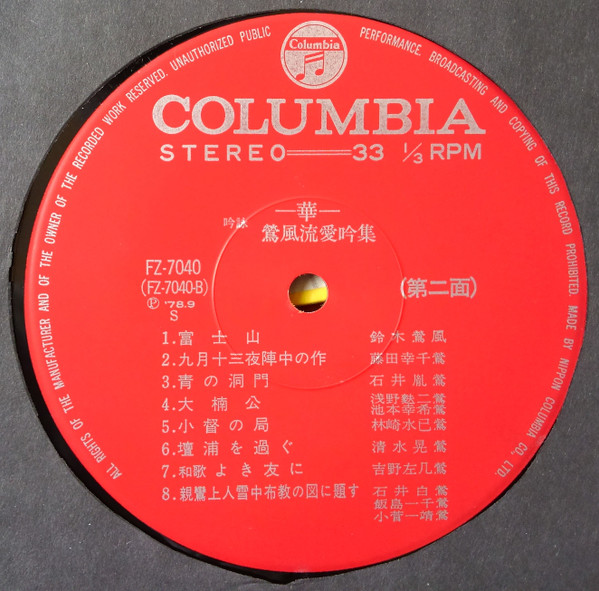 ALL RIGHTS OF THE MANUFACTURER AND OF THE OWNER OF THE RECORDED WORK RESERVED. UNAUTHORIZED PUBLIC PERFORMANCE. BROADCASTING AND COPYING OF THIS RECORD PROHIBITED. MADE BY NIPPON COLUMBIA CO., LTD.
Columbia
COLUMBIA
STEREO 33 1/3 RPM
—華—
吟詠 鶯風流愛吟集
FZ-7040
(FZ-7040-B)
Ⓟ '78.9
S
(第二面)
1.富士山 鈴木鶯風
2.九月十三夜陣中の作 藤田幸千鶯
3.青の洞門 石井胤鶯
4.大楠公 浅野勉二鶯
池本幸希鶯
5.小督の局 林崎水巳鶯
6.壇浦を過ぐ 清水晃鶯
7.和歌よき友に 吉野左几鶯
8.親鸞上人雪中布教の図に題す 石井白鶯
飯島一千鶯
小菅一靖鶯